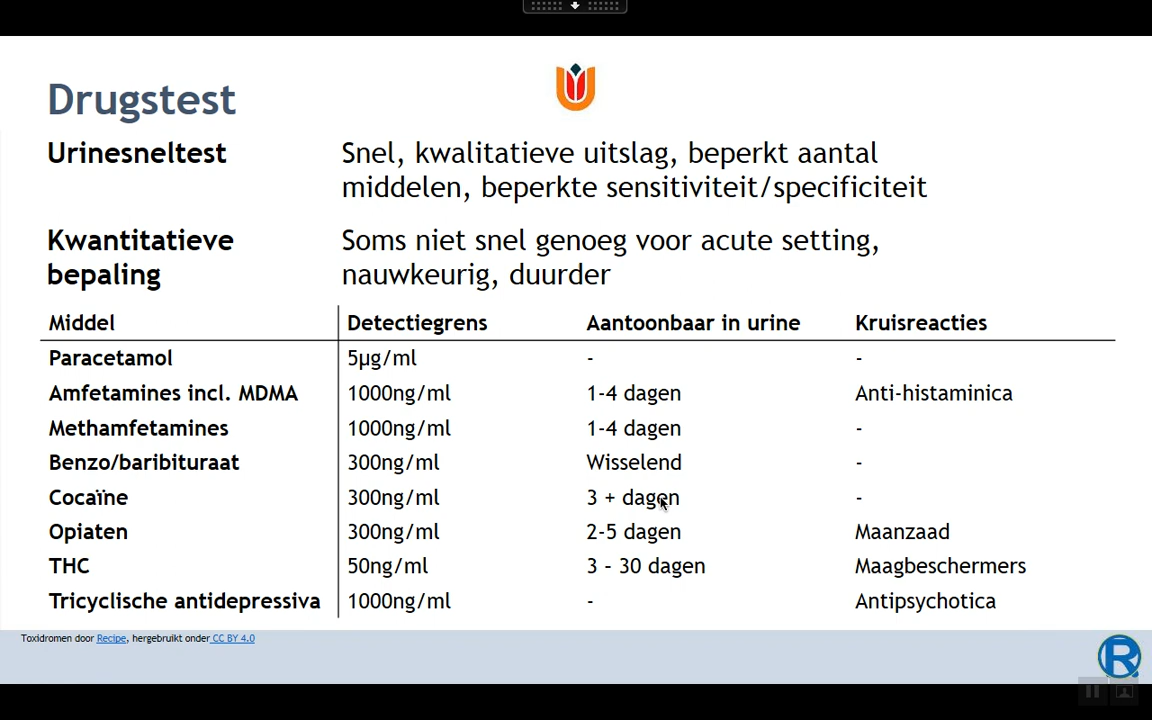 Drugstest
Urinesneltest Snel, kwalitatieve uitslag, beperkt aantal
middelen, beperkte sensitiviteit/specificiteit
Kwantitatieve Soms niet snel genoeg voor acute setting,
bepaling nauwkeurig, duurder
Middel Detectiegrens Aantoonbaar in urine Kruisreacties
Paracetamol 5µg/ml - -
Amfetamines incl. MDMA 1000ng/ml 1-4 dagen Anti-histaminica
Methamfetamines 1000ng/ml 1-4 dagen -
Benzo/baribituraat 300ng/ml Wisselend -
Cocaïne 300ng/ml 3 + dagen -
Opiaten 300ng/ml 2-5 dagen Maanzaad
THC 50ng/ml 3 - 30 dagen Maagbeschermers
Tricyclische antidepressiva 1000ng/ml - Antipsychotica
Toxidromen door Recipe, hergebruikt onder CC BY 4.0
R